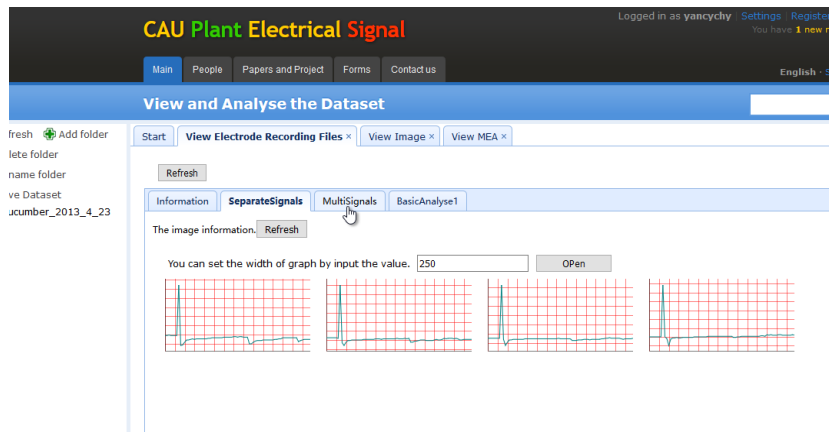 Logged in as yancychy | Settings | Register
You have 1 new
CAU Plant Electrical Signal
Main People Papers and Project Forms Contact us
English -
View and Analyse the Dataset
fresh Add folder
lete folder
name folder
ve Dataset
ucumber_2013_4_23
Start View Electrode Recording Files × View Image × View MEA ×
Refresh
Information SeparateSignals MultiSignals BasicAnalyse1
The image information. Refresh
You can set the width of graph by input the value. 250 OPen